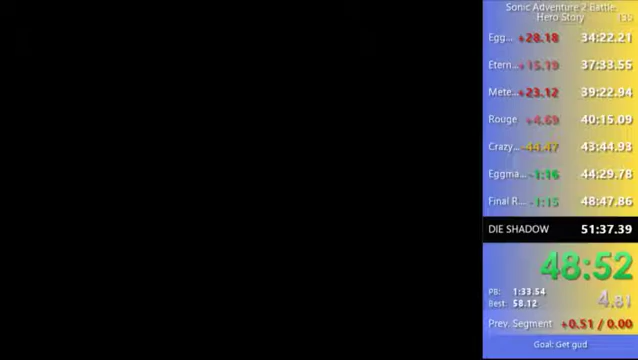 Sonic Adventure 2 Battle:
Hero Story
Egg... +28.18 34:22.21
Etern... +15.79 37:33.55
Mete... +23.12 39:22.94
Rouge +4.69 40:15.09
Crazy... -44.47 43:44.93
Eggma... -1:16 44:29.78
Final R... -1:15 48:47.86
DIE SHADOW 51:37.39
48:52
PB: 1:33.54
Best: 58.12
4.81
Prev. Segment +0.51 / 0.00
Goal: Get gud